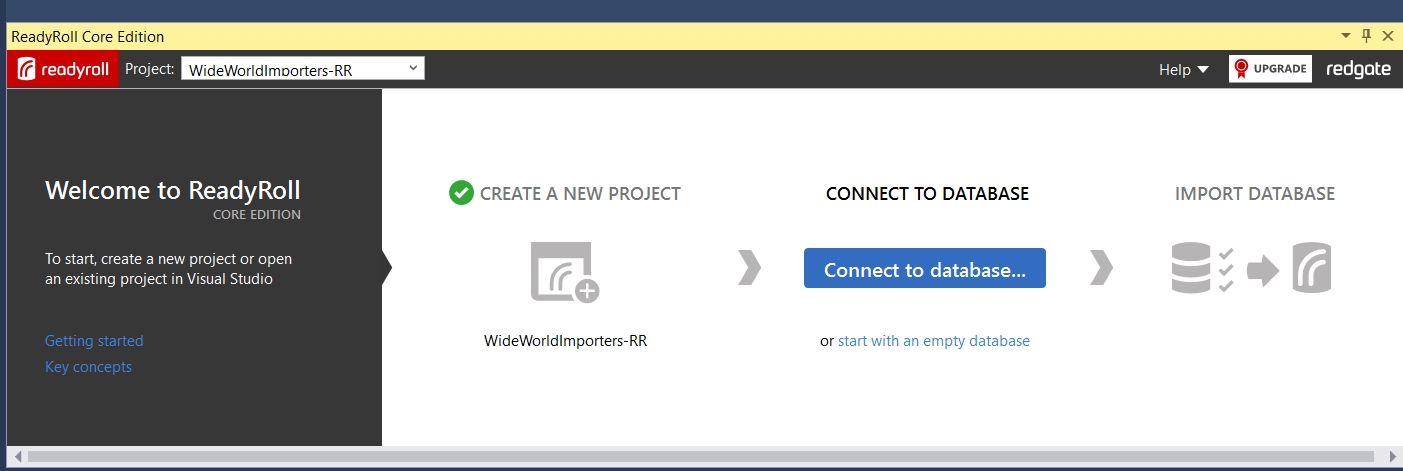 ReadyRoll Core Edition
readyroll Project: WideWorldImporters-RR Help UPGRADE redgate
Welcome to ReadyRoll
CORE EDITION
To start, create a new project or open
an existing project in Visual Studio
Getting started
Key concepts
CREATE A NEW PROJECT
WideWorldImporters-RR
CONNECT TO DATABASE
Connect to database...
or start with an empty database
IMPORT DATABASE